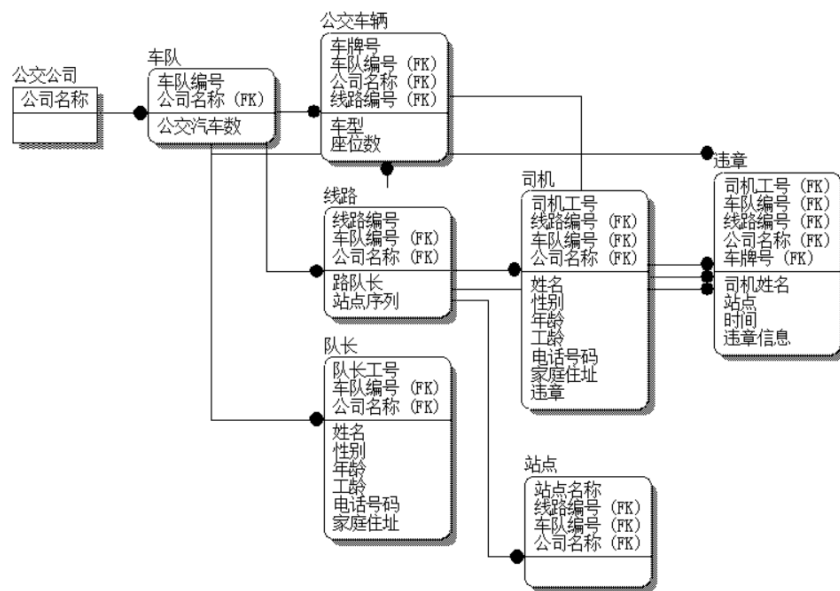 公交公司
公司名称
车队
车队编号
公司名称 (FK)
公交汽车数
公交车辆
车牌号
车队编号 (FK)
公司名称 (FK)
线路编号 (FK)
车型
座位数
线路
线路编号
车队编号 (FK)
公司名称 (FK)
路队长
站点序列
队长
队长工号
车队编号 (FK)
公司名称 (FK)
姓名
性别
年龄
工龄
电话号码
家庭住址
司机
司机工号
线路编号 (FK)
车队编号 (FK)
公司名称 (FK)
姓名
性别
年龄
工龄
电话号码
家庭住址
违章
站点
站点名称
线路编号 (FK)
车队编号 (FK)
公司名称 (FK)
违章
司机工号 (FK)
车队编号 (FK)
线路编号 (FK)
公司名称 (FK)
车牌号 (FK)
司机姓名
站点
时间
违章信息